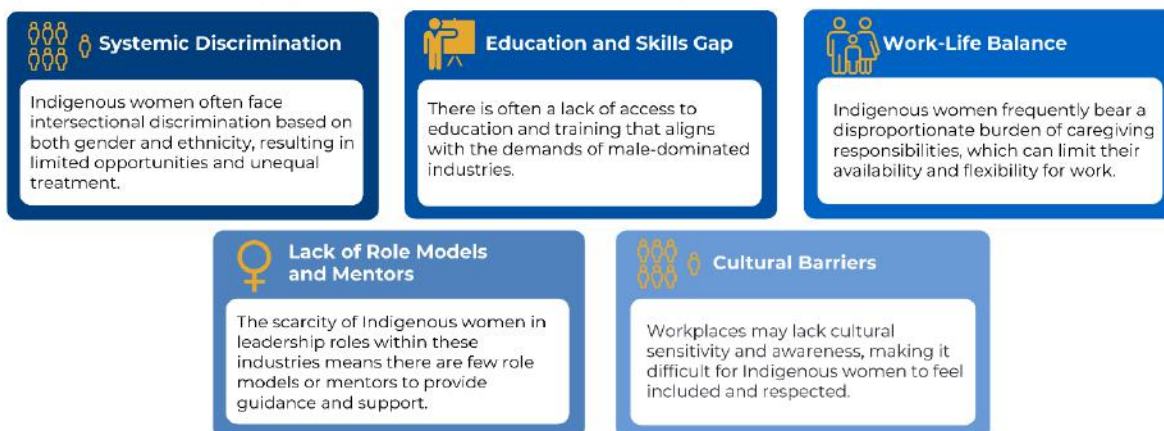 Systemic Discrimination
Indigenous women often face
intersectional discrimination based on
both gender and ethnicity, resulting in
limited opportunities and unequal
treatment.
Education and Skills Gap
There is often a lack of access to
education and training that aligns
with the demands of male-dominated
industries.
Work-Life Balance
Indigenous women frequently bear a
disproportionate burden of caregiving
responsibilities, which can limit their
availability and flexibility for work.
Lack of Role Models
and Mentors
The scarcity of Indigenous women in
leadership roles within these
industries means there are few role
models or mentors to provide
guidance and support.
Cultural Barriers
Workplaces may lack cultural
sensitivity and awareness, making it
difficult for Indigenous women to feel
included and respected.